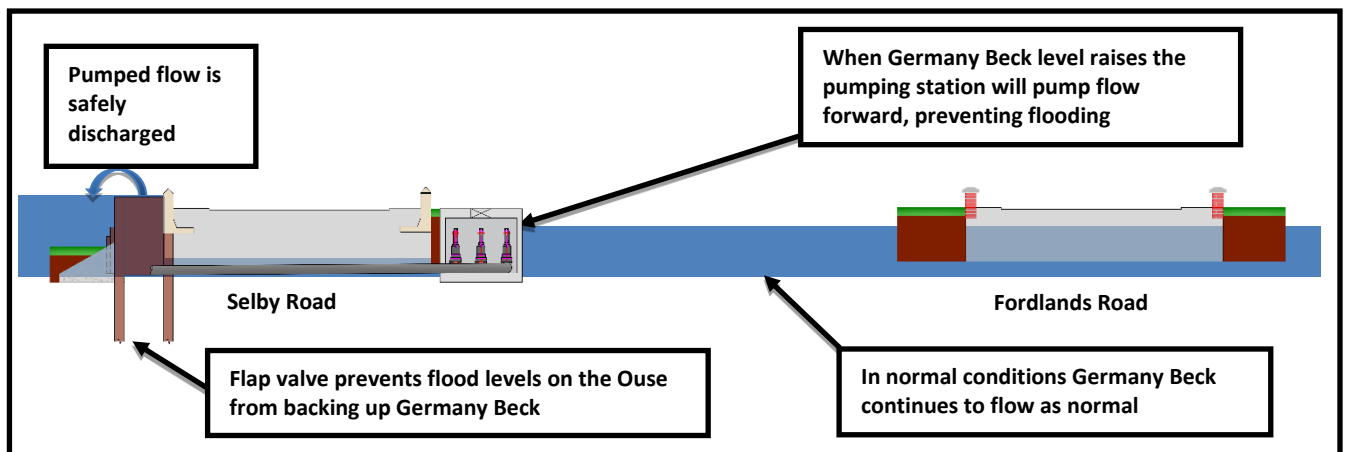 Pumped flow is
safely
discharged
When Germany Beck level raises the
pumping station will pump flow
forward, preventing flooding
Selby Road
Fordlands Road
Flap valve prevents flood levels on the Ouse
from backing up Germany Beck
In normal conditions Germany Beck
continues to flow as normal